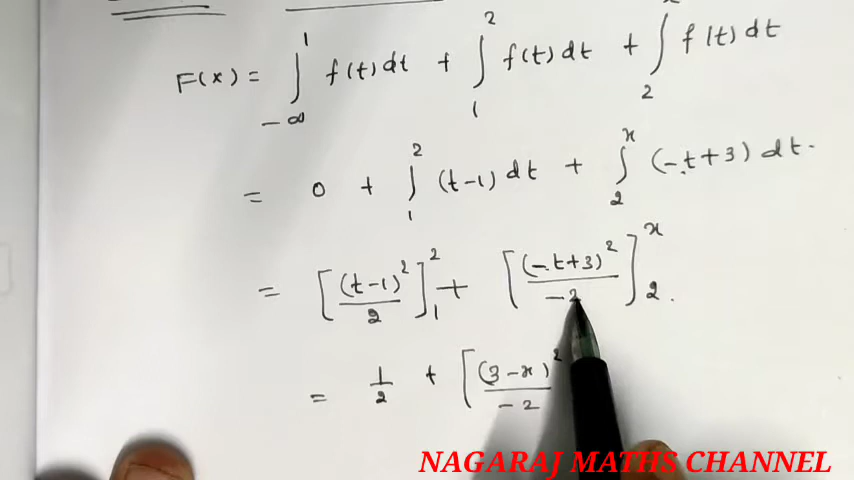 F(x) = ∫_{-∞}^{1} f(t) dt + ∫_{1}^{2} f(t) dt + ∫_{2}^{x} f(t) dt
= 0 + ∫_{1}^{2} (t-1) dt + ∫_{2}^{x} (-t+3) dt.
= [(t-1)^2/2]_{1}^{2} + [(-t+3)^2/-2]_{2}^{x}.
= 1/2 + [(3-x)^2/-2
NAGARAJ MATHS CHANNEL